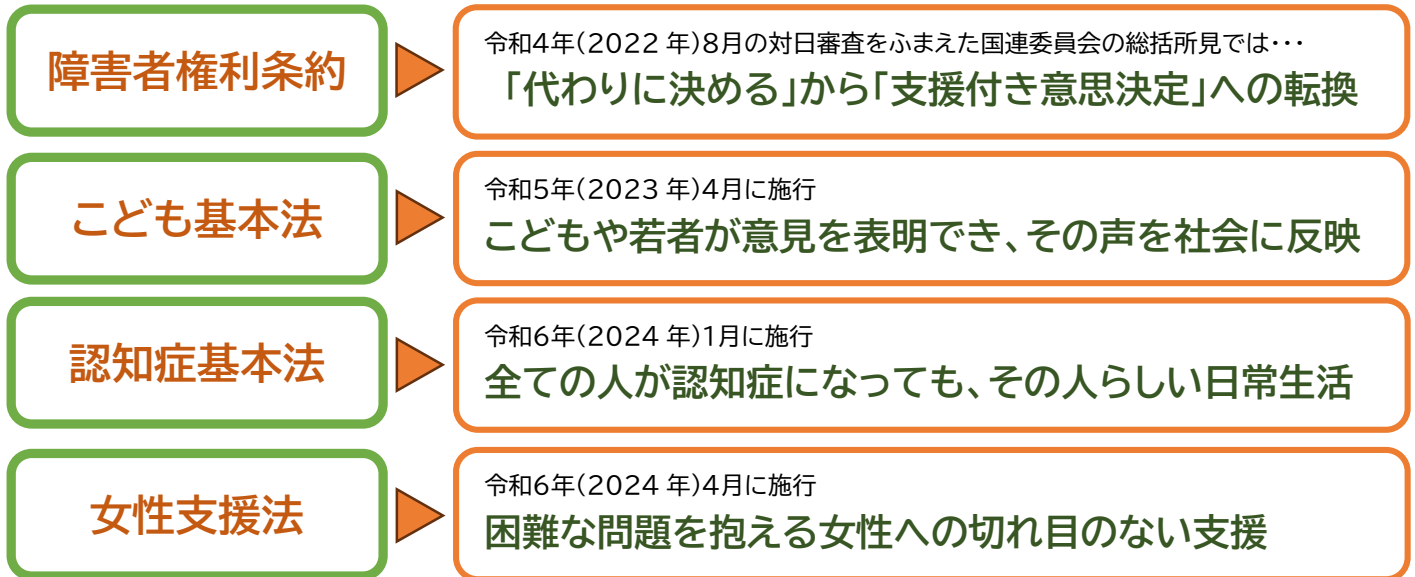 障害者権利条約
令和4年(2022 年)8月の対日審査をふまえた国連委員会の総括所見では・・・
「代わりに決める」から「支援付き意思決定」への転換
こども基本法
令和5年(2023 年)4月に施行
こどもや若者が意見を表明でき、その声を社会に反映
認知症基本法
令和6年(2024 年)1月に施行
全ての人が認知症になっても、その人らしい日常生活
女性支援法
令和6年(2024 年)4月に施行
困難な問題を抱える女性への切れ目のない支援